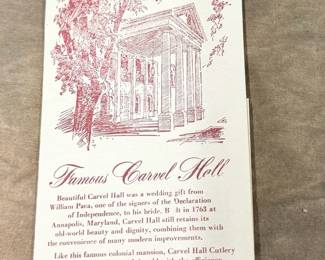 Famous Carvel Hall
Beautiful Carvel Hall was a wedding gift from
William Paca, one of the signers of the Declaration
of Independence, to his bride. B lt in 1763 at
Annapolis, Maryland, Carvel Hall still retains its
old-world beauty and dignity, combining them with
the convenience of many modern improvements.
Like this famous colonial mansion, Carvel Hall Cutlery